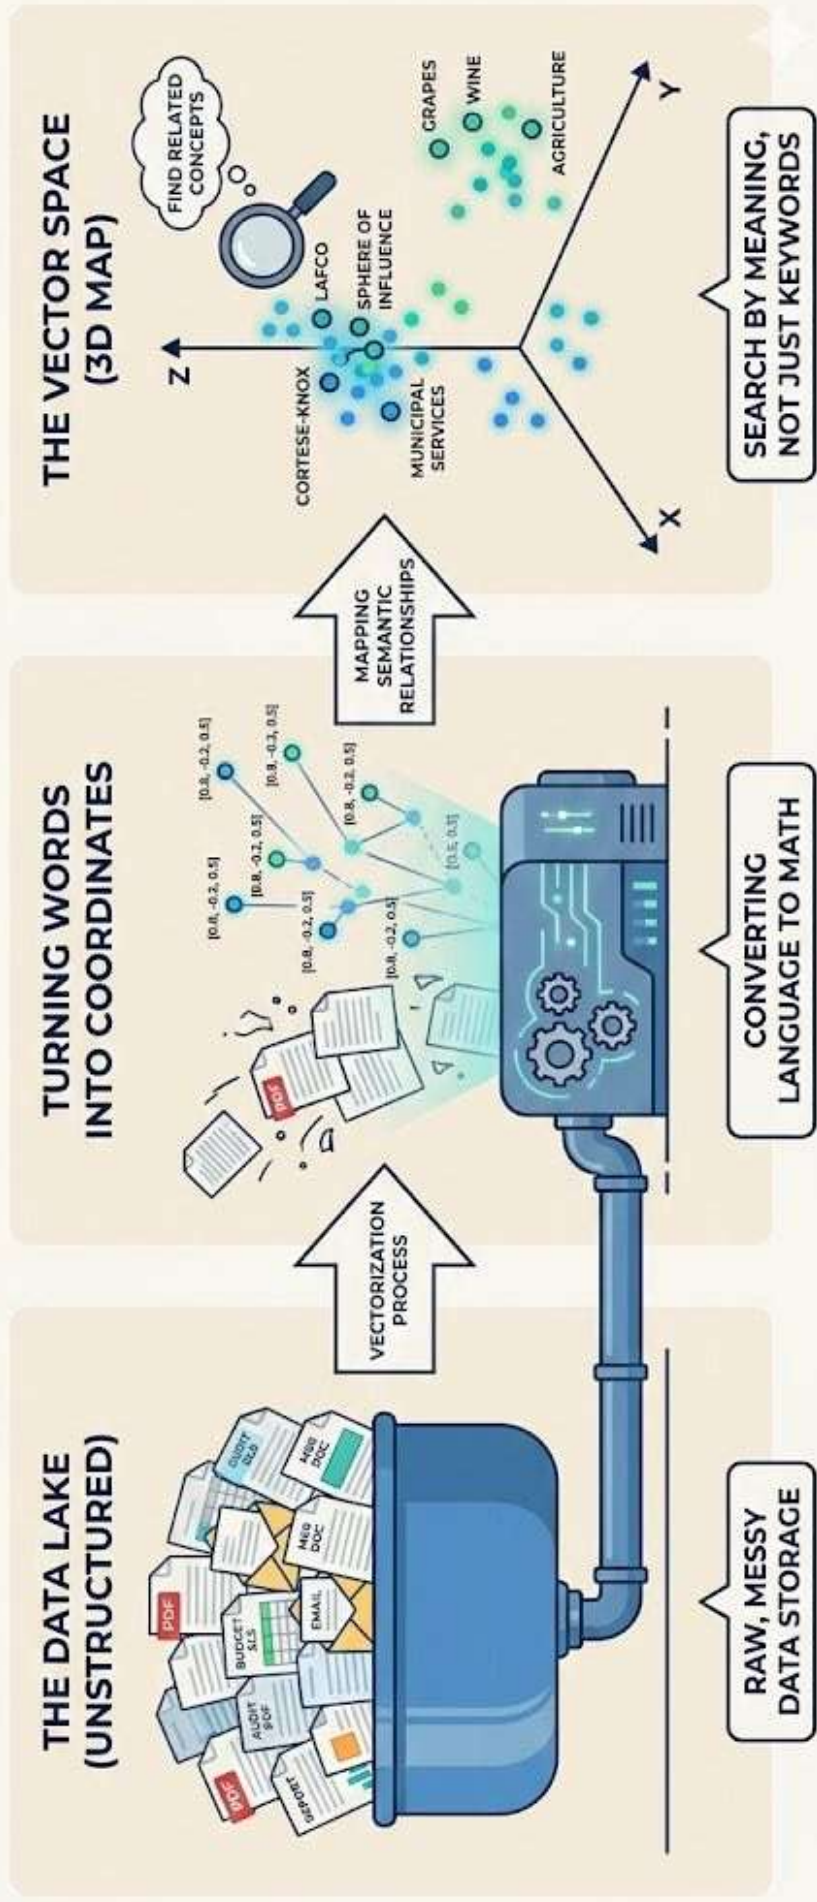 THE DATA LAKE
(UNSTRUCTURED)
PDF
REPORT
PDF
AUDIT
BUDGET
SLS
EMAIL
MEG
DOC
AUDIT
MEG
DOC
RAW, MESSY
DATA STORAGE
VECTORIZATION
PROCESS
TURNING WORDS
INTO COORDINATES
PDF
[0.8, -0.2, 0.5]
[0.8, -0.2, 0.5]
[0.8, -0.2, 0.5]
[0.8, -0.2, 0.5]
[0.8, -0.2, 0.5]
[0.8, -0.2, 0.5]
[0.8, -0.2, 0.5]
CONVERTING
LANGUAGE TO MATH
MAPPING
SEMANTIC
RELATIONSHIPS
THE VECTOR SPACE
(3D MAP)
FIND RELATED
CONCEPTS
Z
CORTESE-KNOX
LAFCO
SPHERE OF
INFLUENCE
MUNICIPAL
SERVICES
GRAPES
WINE
AGRICULTURE
X
Y
SEARCH BY MEANING,
NOT JUST KEYWORDS